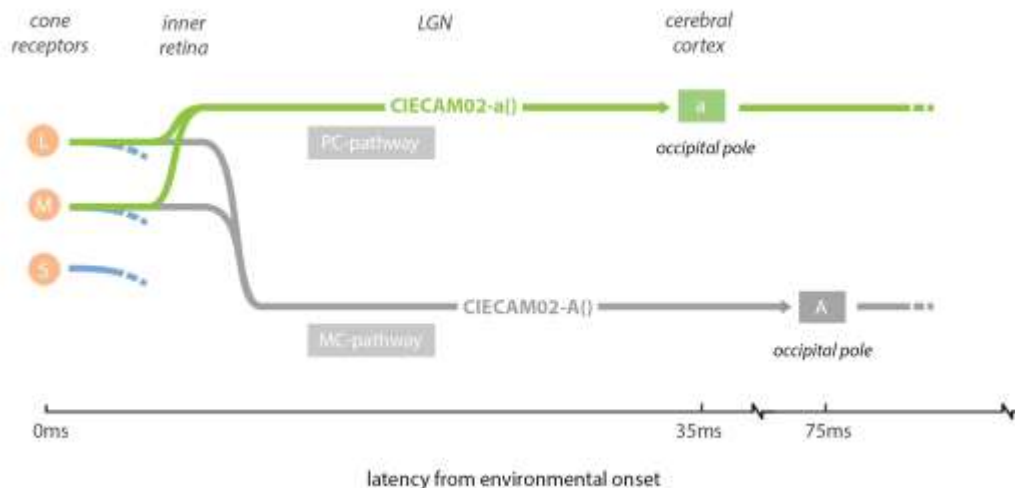 cone
receptors
inner
retina
LGN
cerebral
cortex
CIECAM02-a()
a
L
PC-pathway
occipital pole
M
S
CIECAM02-A()
A
MC-pathway
occipital pole
0ms
35ms
75ms
latency from environmental onset